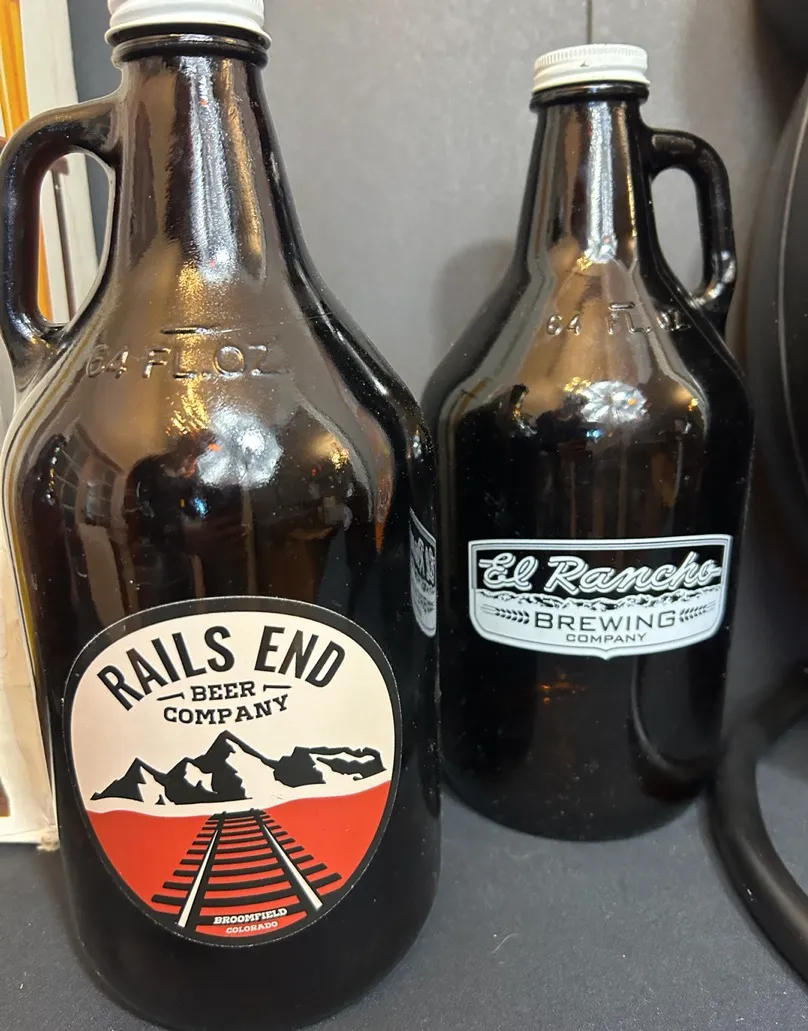 64 FL.OZ.
RAILS END
BEER
COMPANY
BROOMFIELD
COLORADO
64 FL.OZ
El Rancho
BREWING
COMPANY